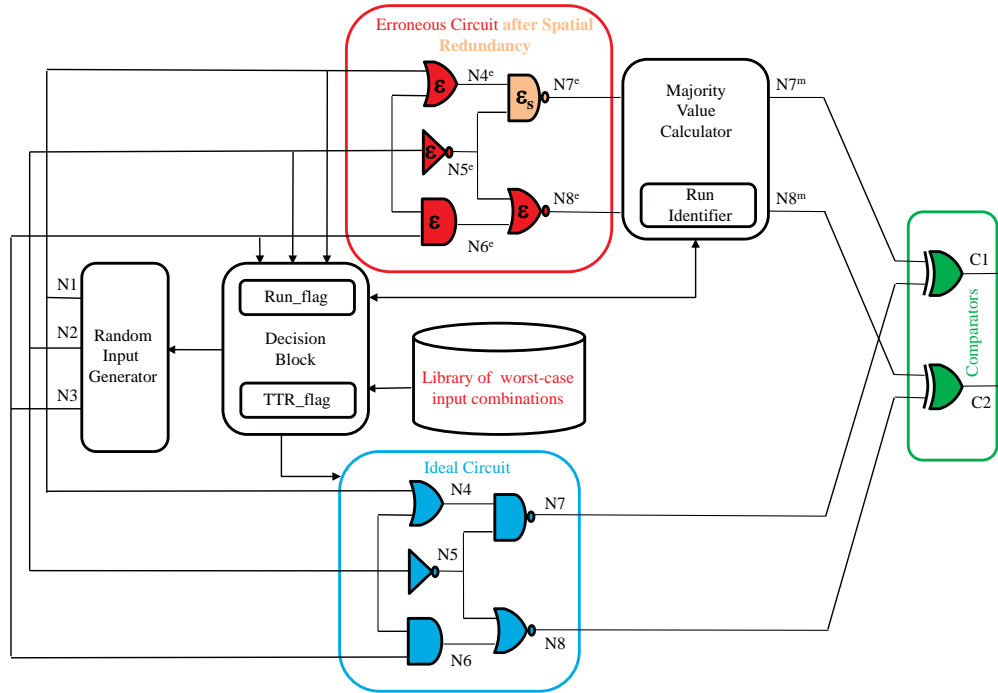 Erroneous Circuit after Spatial
Redundancy
N4ᵉ
N7ᵉ
ε
εₛ
ε
N5ᵉ
ε
ε
N8ᵉ
N6ᵉ
Majority
Value
Calculator
Run
Identifier
N7ᵐ
N8ᵐ
C1
Comparators
C2
N1
N2
N3
Random
Input
Generator
Run_flag
Decision
Block
TTR_flag
Library of worst-case
input combinations
Ideal Circuit
N4
N7
N5
N6
N8